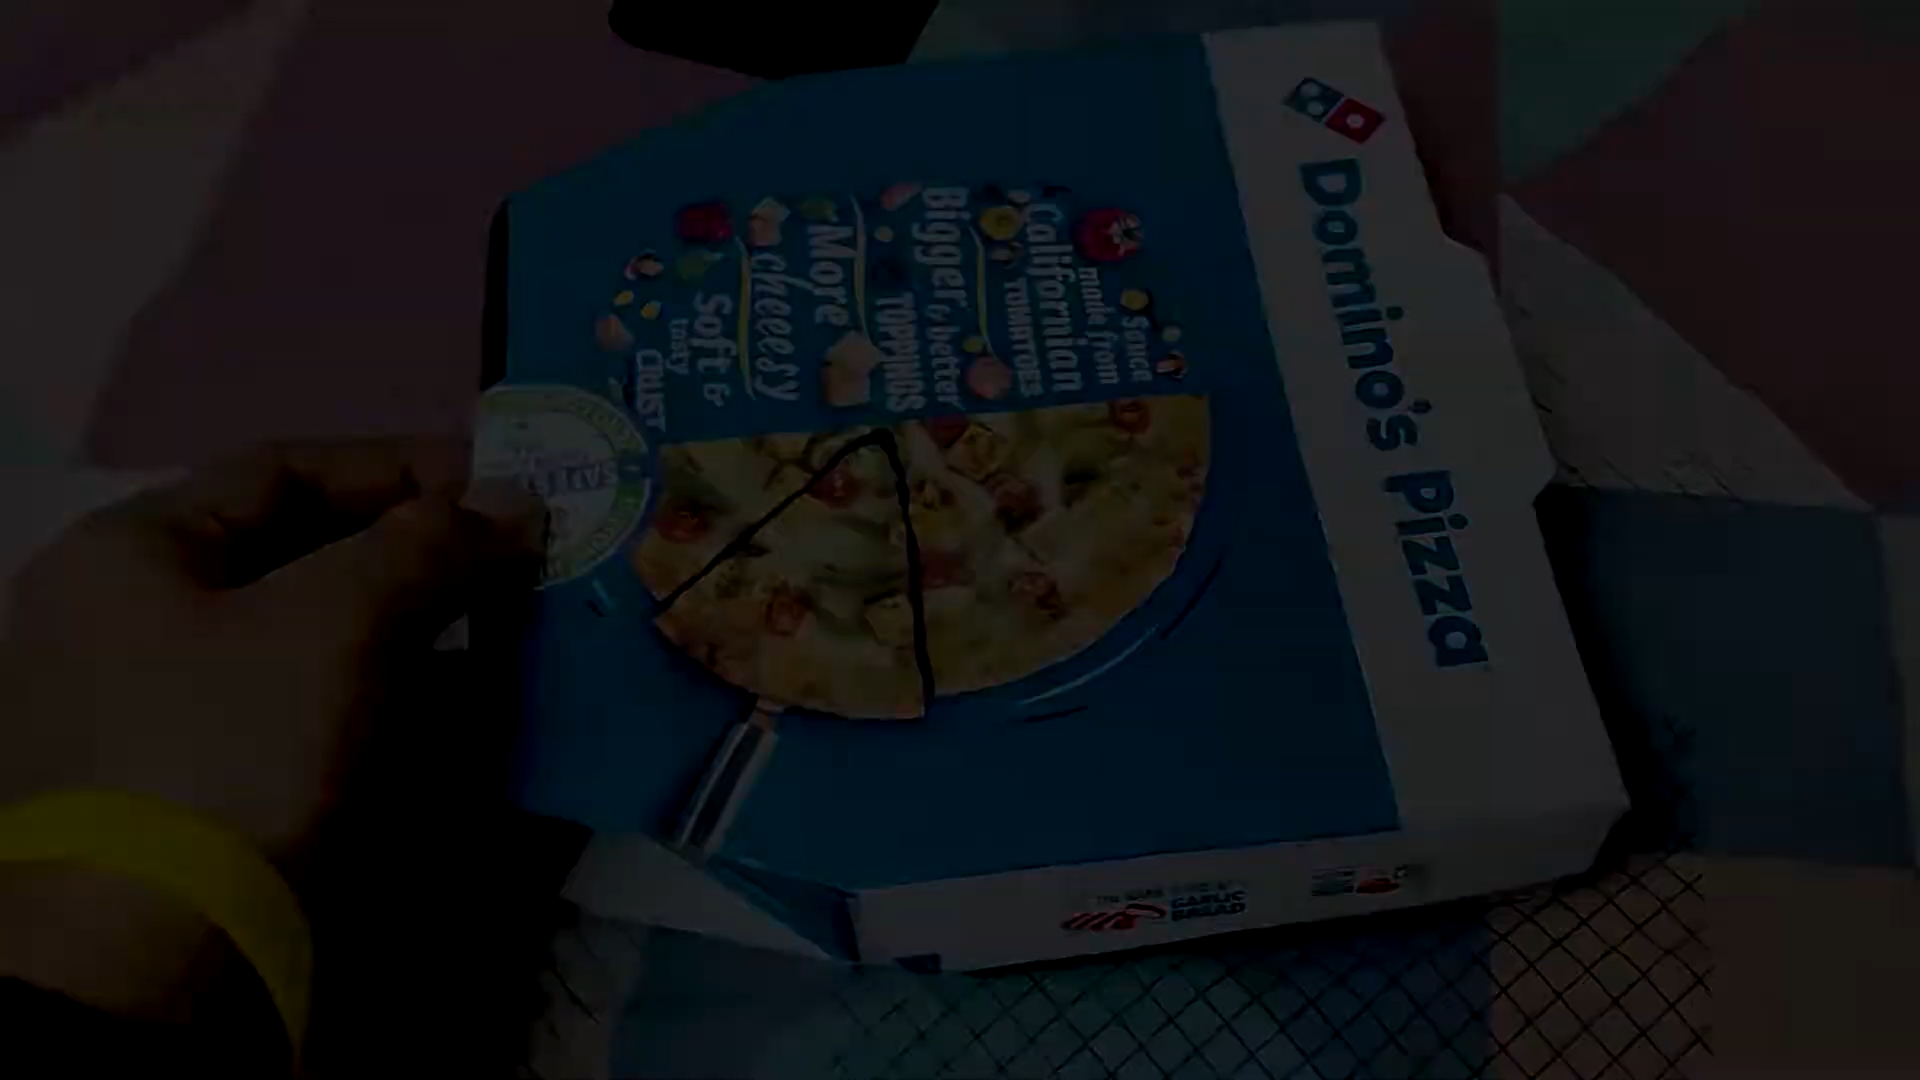 Domino's Pizza
Sauce
made from
Californian
TOMATOES
Bigger & better
TOPPINGS
More
cheesy
Soft &
tasty
CRUST
GARLIC
BREAD